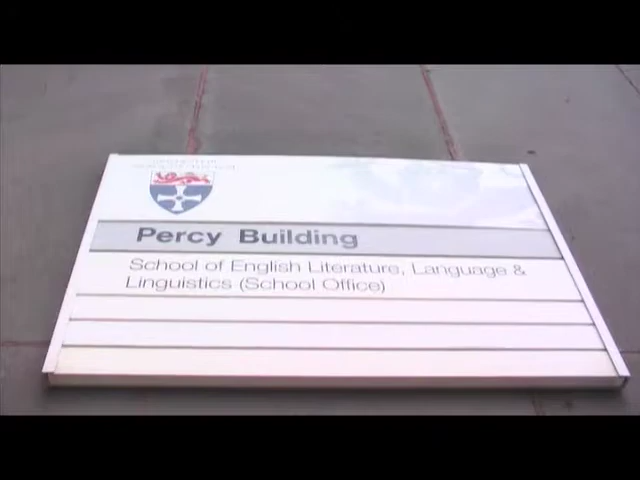 Percy Building
School of English Literature, Language &
Linguistics (School Office)